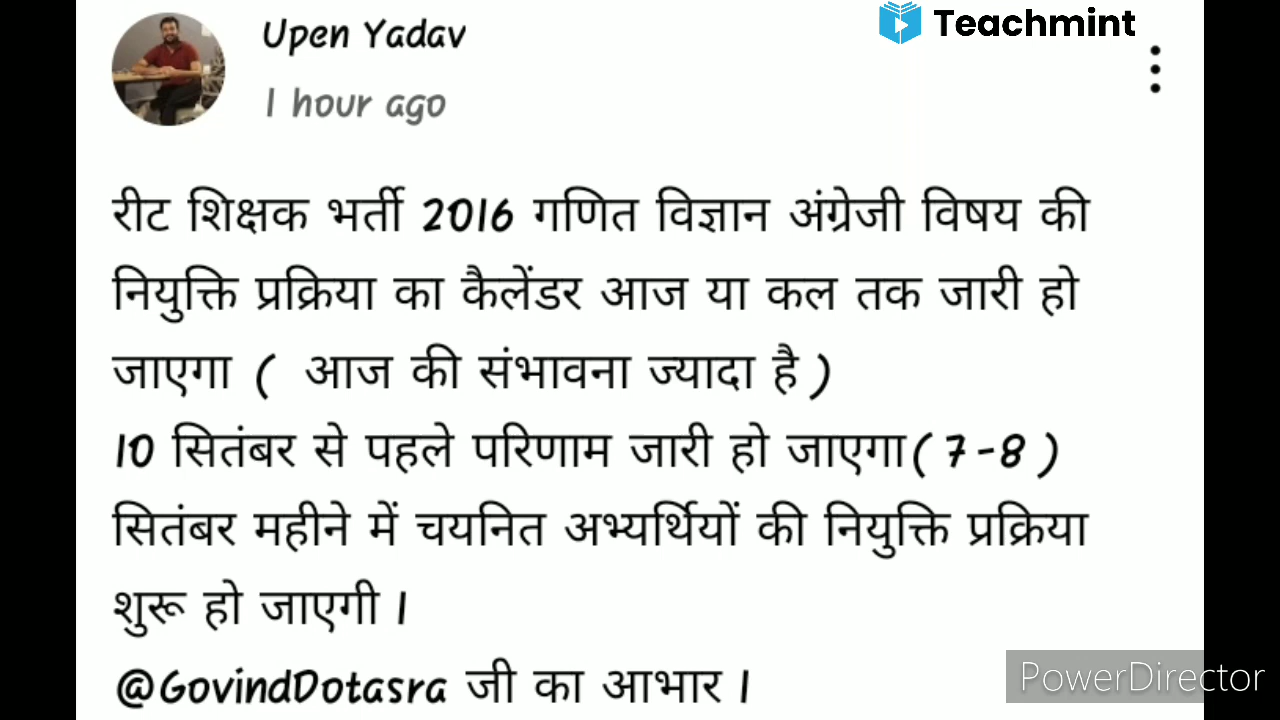 Upen Yadav
Teachmint
1 hour ago
रीट शिक्षक भर्ती 2016 गणित विज्ञान अंग्रेजी विषय की
नियुक्ति प्रक्रिया का कैलेंडर आज या कल तक जारी हो
जाएगा ( आज की संभावना ज्यादा है )
10 सितंबर से पहले परिणाम जारी हो जाएगा( 7-8 )
सितंबर महीने में चयनित अभ्यर्थियों की नियुक्ति प्रक्रिया
शुरू हो जाएगी ।
@GovindDotasra जी का आभार ।
PowerDirector